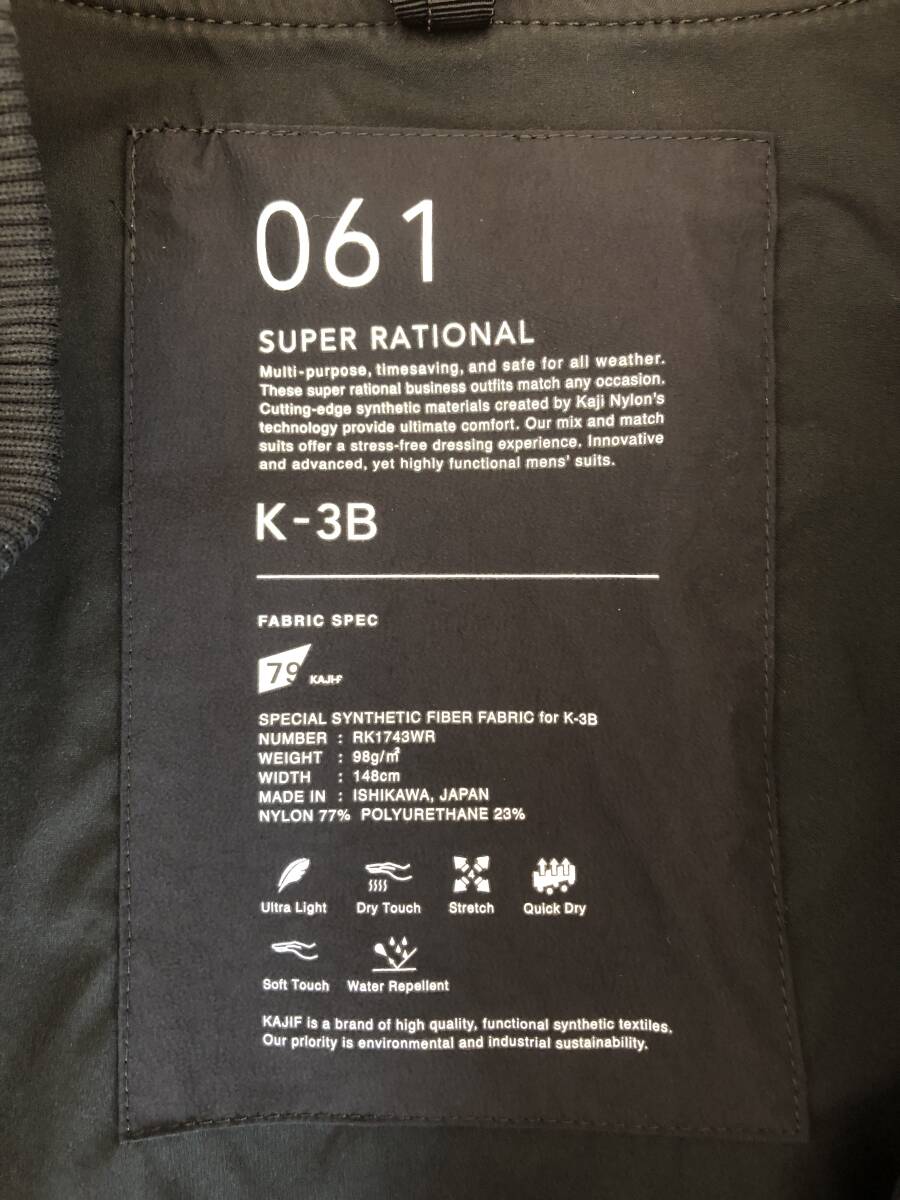 061
SUPER RATIONAL
Multi-purpose, timesaving, and safe for all weather.
These super rational business outfits match any occasion.
Cutting-edge synthetic materials created by Kaji Nylon's
technology provide ultimate comfort. Our mix and match
suits offer a stress-free dressing experience. Innovative
and advanced, yet highly functional mens' suits.
K-3B
FABRIC SPEC
79 KAJIF
SPECIAL SYNTHETIC FIBER FABRIC for K-3B
NUMBER : RK1743WR
WEIGHT : 98g/㎡
WIDTH : 148cm
MADE IN : ISHIKAWA, JAPAN
NYLON 77% POLYURETHANE 23%
4
Ultra Light Dry Touch Stretch Quick Dry
Soft Touch Water Repellent
KAJIF is a brand of high quality, functional synthetic textiles.
Our priority is environmental and industrial sustainability.